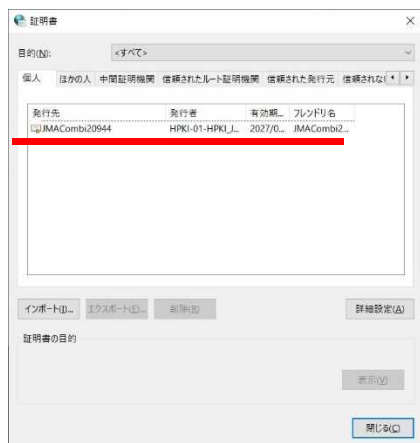 証明書
目的(N): <すべて>
個人 ほかの人 中間証明機関 信頼されたルート証明機関 信頼された発行元 信頼されない
発行先 発行者 有効期... フレンドリ名
JMACombi20944 HPKI-01-HPKI_J... 2027/0... JMACombi2...
インポート(I)... エクスポート(E)... 削除(R) 詳細設定(A)
証明書の目的
表示(V)
閉じる(C)